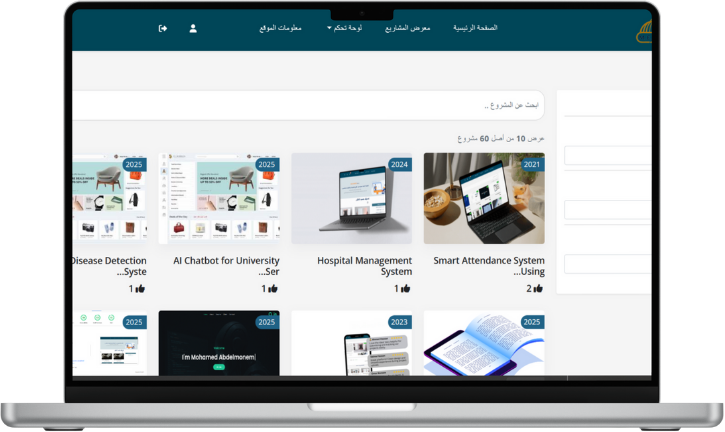 الصفحة الرئيسية
معرض المشاريع
لوحة تحكم
معلومات الموقع
ابحث عن المشروع ..
عرض 10 من أصل 60 مشروع
2021
Smart Attendance System
Using...
2
2024
Hospital Management
System
1
2025
AI Chatbot for University
Ser...
1
2025
Disease Detection
Syste...
1
2025
2023
2025
I'm Mohamed Abdelmonem
2025